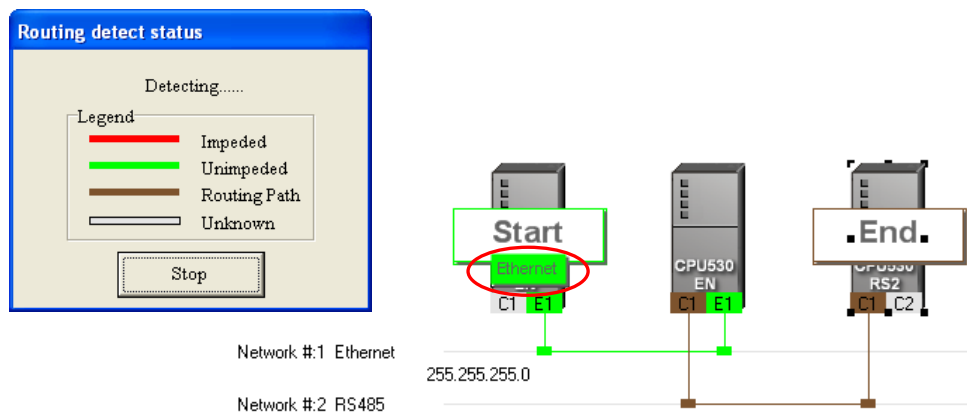 Routing detect status
Detecting......
Legend
Impeded
Unimpeded
Routing Path
Unknown
Stop
Start
Ethernet
C1 E1
CPU530
EN
C1 E1
End
CPU530
RS2
C1 C2
Network #:1 Ethernet
255.255.255.0
Network #:2 RS485